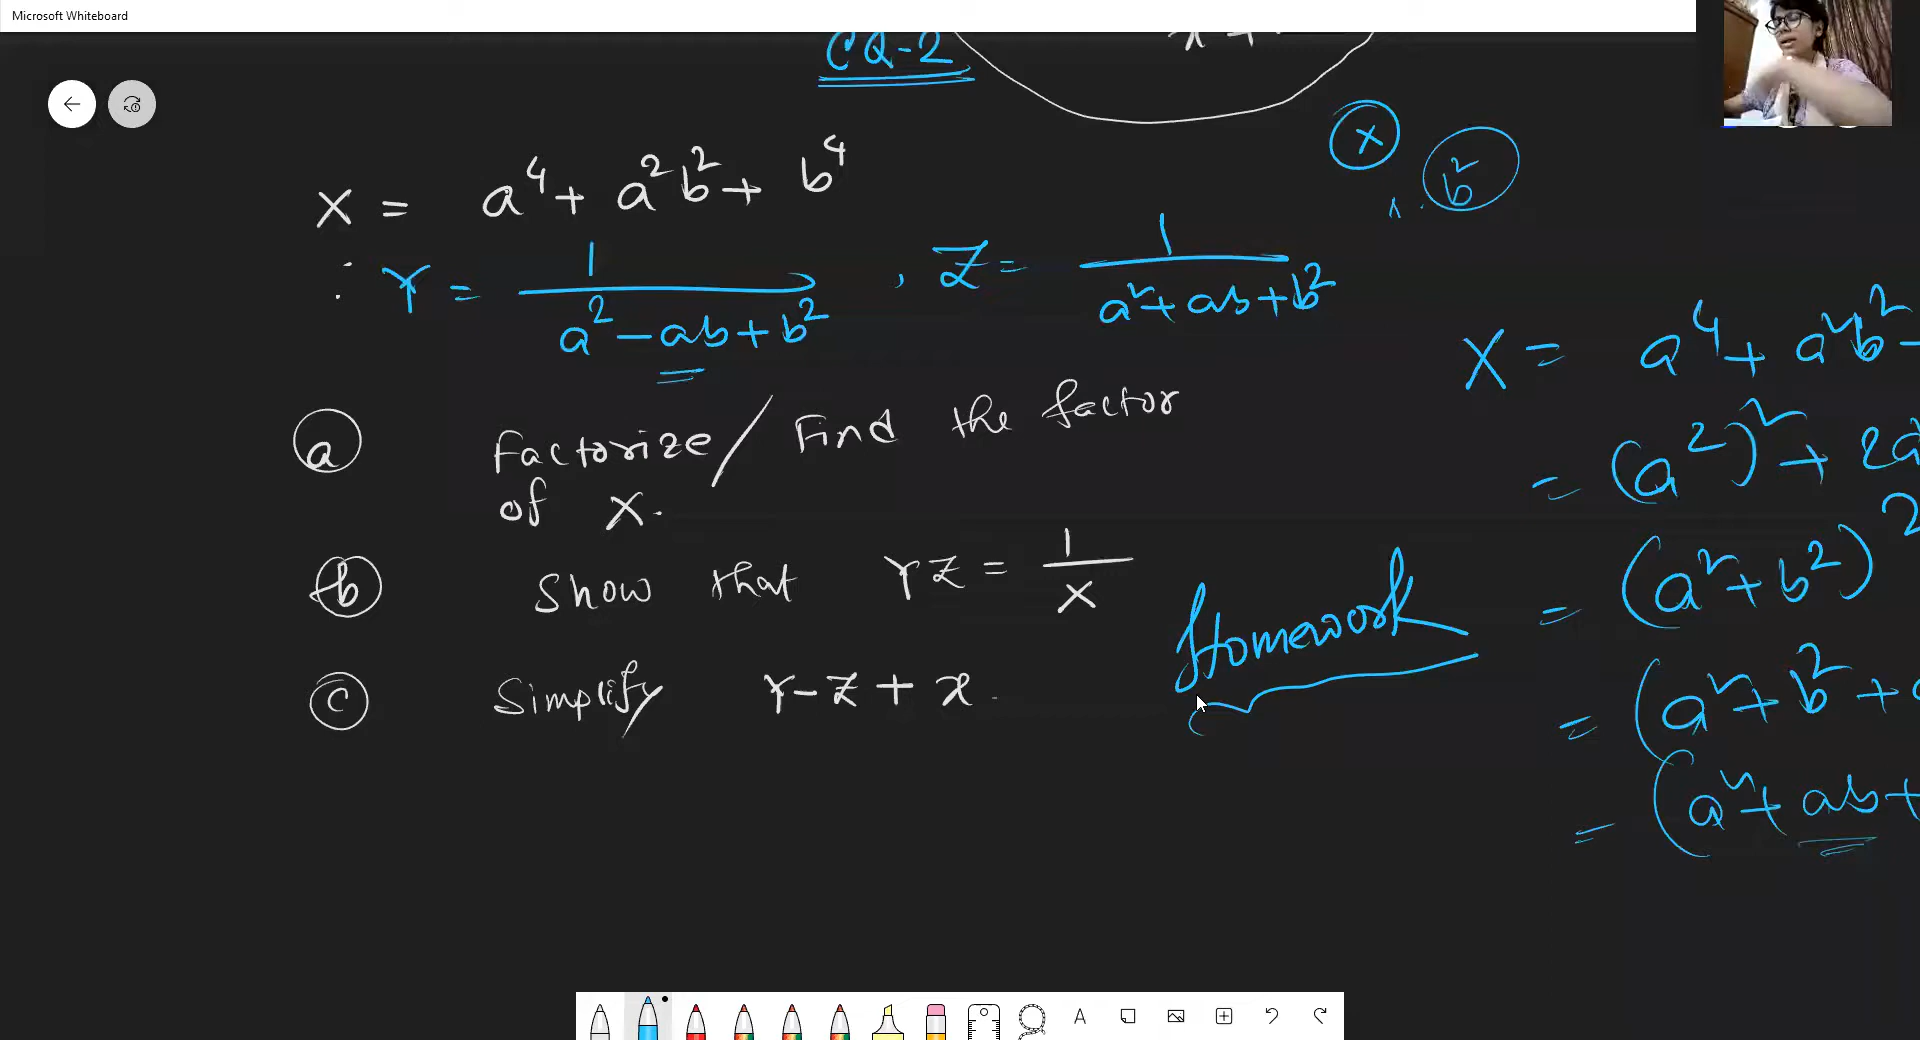 Microsoft Whiteboard
CQ-2
x +
x
b²
X = a⁴ + a²b² + b⁴
∴ Y = 1/(a² - ab + b²) , Z = 1/(a² + ab + b²)
a Factorize / Find the factor
of X.
b Show that YZ = 1/X
c Simplify Y - Z + x
Homework
X = a⁴ + a²b²
= (a²)² + 2a
= (a² + b²)²
= (a² + b² +
= (a² + ab +
A